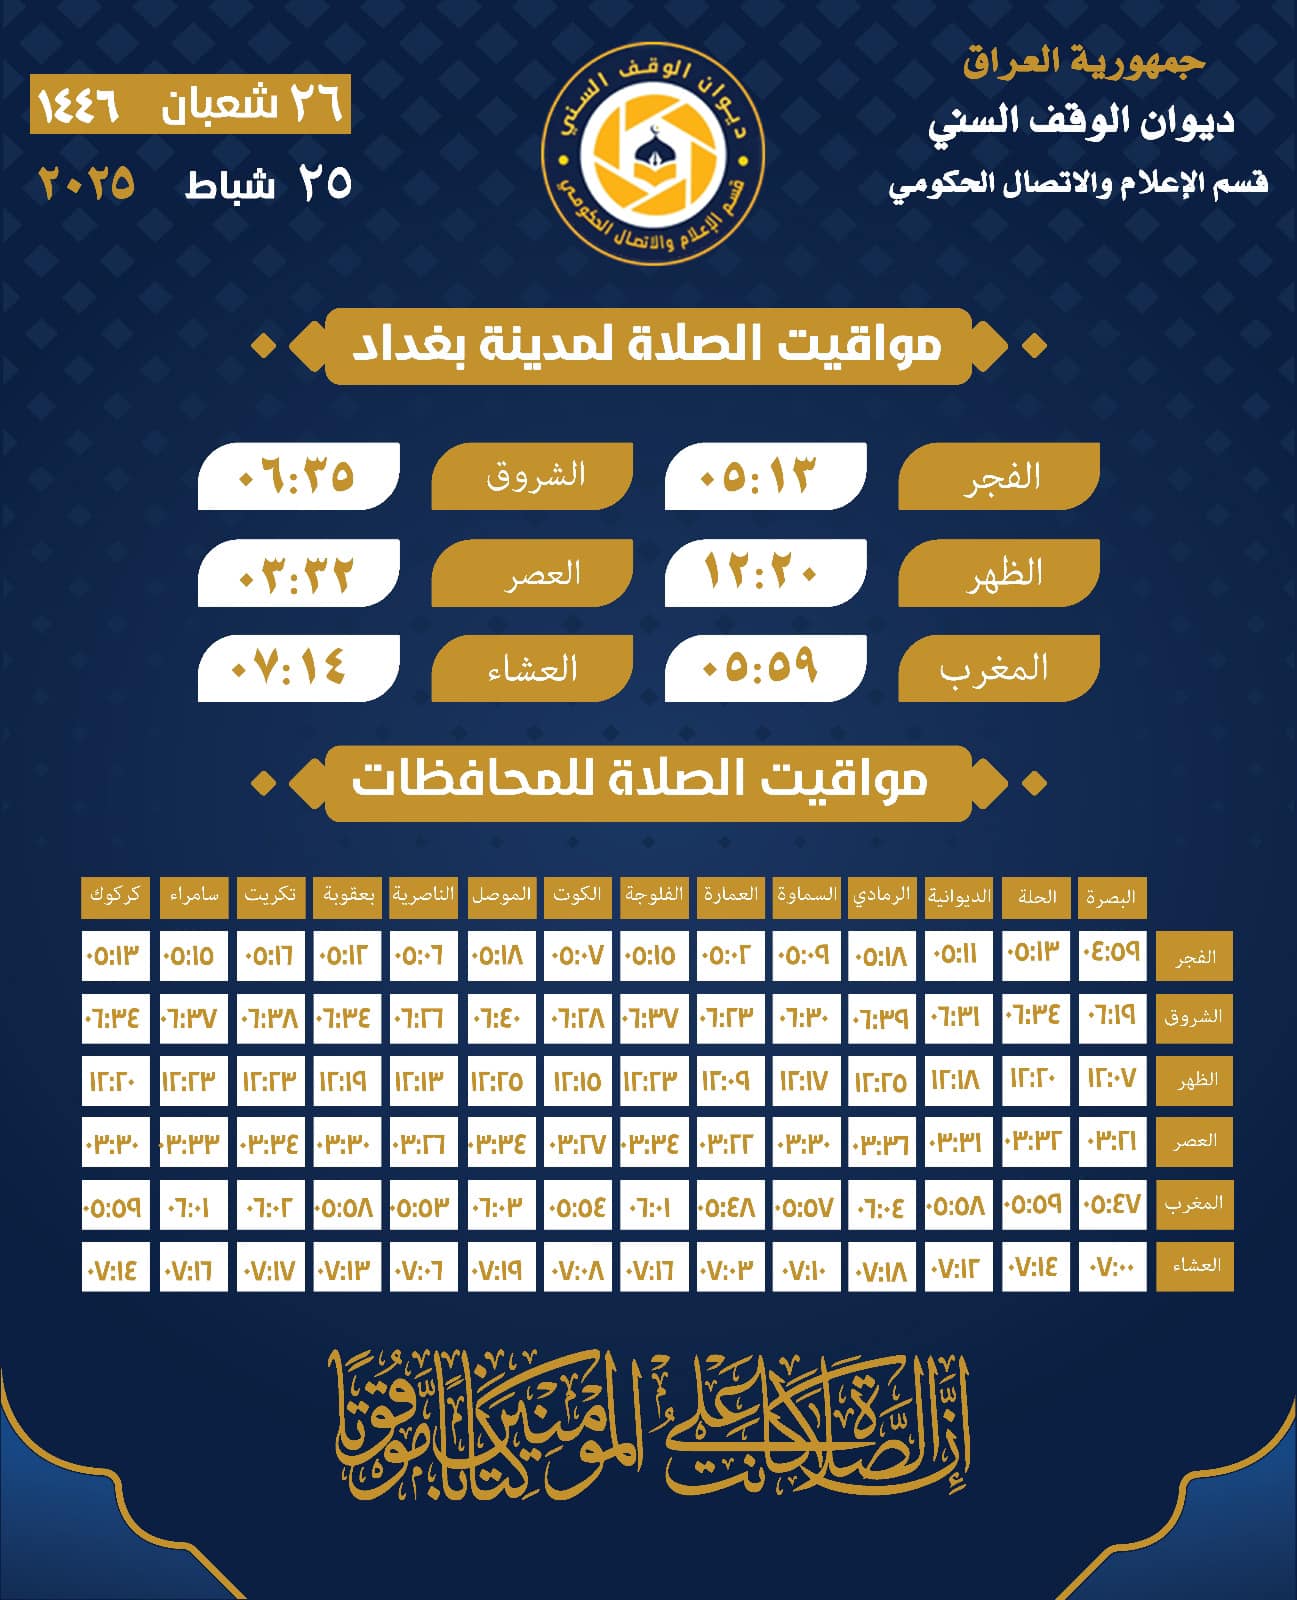 جمهورية العراق
ديوان الوقف السني
قسم الإعلام والاتصال الحكومي
ديوان الوقف السني
قسم الإعلام والاتصال الحكومي
٢٦ شعبان ١٤٤٦
٢٥ شباط ٢٠٢٥
مواقيت الصلاة لمدينة بغداد
الفجر ٠٥:١٣ الشروق ٠٦:٣٥
الظهر ١٢:٢٠ العصر ٠٣:٣٢
المغرب ٠٥:٥٩ العشاء ٠٧:١٤
مواقيت الصلاة للمحافظات
البصرة الحلة الديوانية الرمادي السماوة العمارة الفلوجة الكوت الموصل الناصرية بعقوبة تكريت سامراء كركوك
الفجر ٠٤:٥٩ ٠٥:١٣ ٠٥:١١ ٠٥:١٨ ٠٥:٠٩ ٠٥:٠٢ ٠٥:١٥ ٠٥:٠٧ ٠٥:١٨ ٠٥:٠٦ ٠٥:١٢ ٠٥:١٦ ٠٥:١٥ ٠٥:١٣
الشروق ٠٦:١٩ ٠٦:٣٤ ٠٦:٣١ ٠٦:٣٩ ٠٦:٣٠ ٠٦:٢٣ ٠٦:٣٧ ٠٦:٢٨ ٠٦:٤٠ ٠٦:٢٦ ٠٦:٣٤ ٠٦:٣٨ ٠٦:٣٧ ٠٦:٣٤
الظهر ١٢:٠٧ ١٢:٢٠ ١٢:١٨ ١٢:٢٥ ١٢:١٧ ١٢:٠٩ ١٢:٢٣ ١٢:١٥ ١٢:٢٥ ١٢:١٣ ١٢:١٩ ١٢:٢٣ ١٢:٢٣ ١٢:٢٠
العصر ٠٣:٢١ ٠٣:٣٢ ٠٣:٣١ ٠٣:٣٦ ٠٣:٣٠ ٠٣:٢٢ ٠٣:٣٤ ٠٣:٢٧ ٠٣:٣٤ ٠٣:٢٦ ٠٣:٣٠ ٠٣:٣٤ ٠٣:٣٣ ٠٣:٣٠
المغرب ٠٥:٤٧ ٠٥:٥٩ ٠٥:٥٨ ٠٦:٠٤ ٠٥:٥٧ ٠٥:٤٨ ٠٦:٠١ ٠٥:٥٤ ٠٦:٠٣ ٠٥:٥٣ ٠٥:٥٨ ٠٦:٠٢ ٠٦:٠١ ٠٥:٥٩
العشاء ٠٧:٠٠ ٠٧:١٤ ٠٧:١٢ ٠٧:١٨ ٠٧:١٠ ٠٧:٠٣ ٠٧:١٦ ٠٧:٠٨ ٠٧:١٩ ٠٧:٠٦ ٠٧:١٣ ٠٧:١٧ ٠٧:١٦ ٠٧:١٤
إِنَّ الصَّلَاةَ كَانَتْ عَلَى الْمُؤْمِنِينَ كِتَابًا مَوْقُوتًا